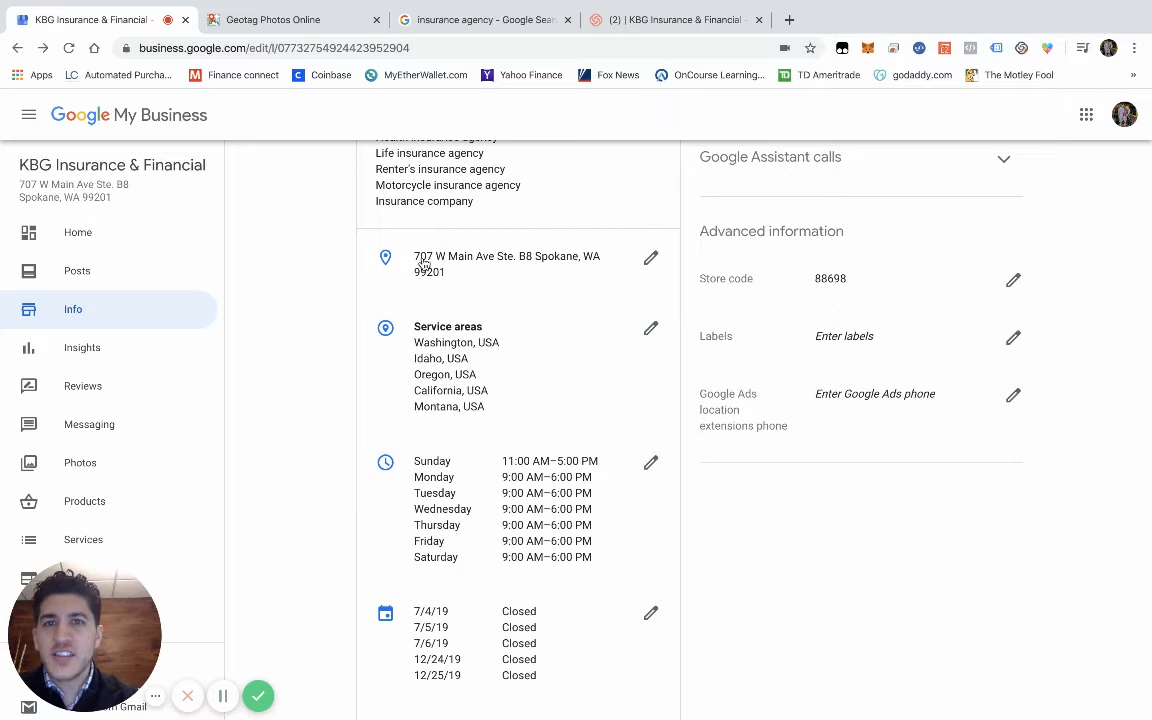 KBG Insurance & Financial -
Geotag Photos Online
insurance agency - Google Sear
(2) | KBG Insurance & Financial -
business.google.com/edit/l/07732754924423952904
Apps
Automated Purcha...
Finance connect
Coinbase
MyEtherWallet.com
Yahoo Finance
Fox News
OnCourse Learning...
TD Ameritrade
godaddy.com
The Motley Fool
»
Google My Business
KBG Insurance & Financial
707 W Main Ave Ste. B8
Spokane, WA 99201
Home
Posts
Info
Insights
Reviews
Messaging
Photos
Products
Services
Gmail
Health insurance agency
Life insurance agency
Renter's insurance agency
Motorcycle insurance agency
Insurance company
707 W Main Ave Ste. B8 Spokane, WA
99201
Service areas
Washington, USA
Idaho, USA
Oregon, USA
California, USA
Montana, USA
Sunday 11:00 AM–5:00 PM
Monday 9:00 AM–6:00 PM
Tuesday 9:00 AM–6:00 PM
Wednesday 9:00 AM–6:00 PM
Thursday 9:00 AM–6:00 PM
Friday 9:00 AM–6:00 PM
Saturday 9:00 AM–6:00 PM
7/4/19 Closed
7/5/19 Closed
7/6/19 Closed
12/24/19 Closed
12/25/19 Closed
Google Assistant calls
Advanced information
Store code 88698
Labels Enter labels
Google Ads Enter Google Ads phone
location
extensions phone